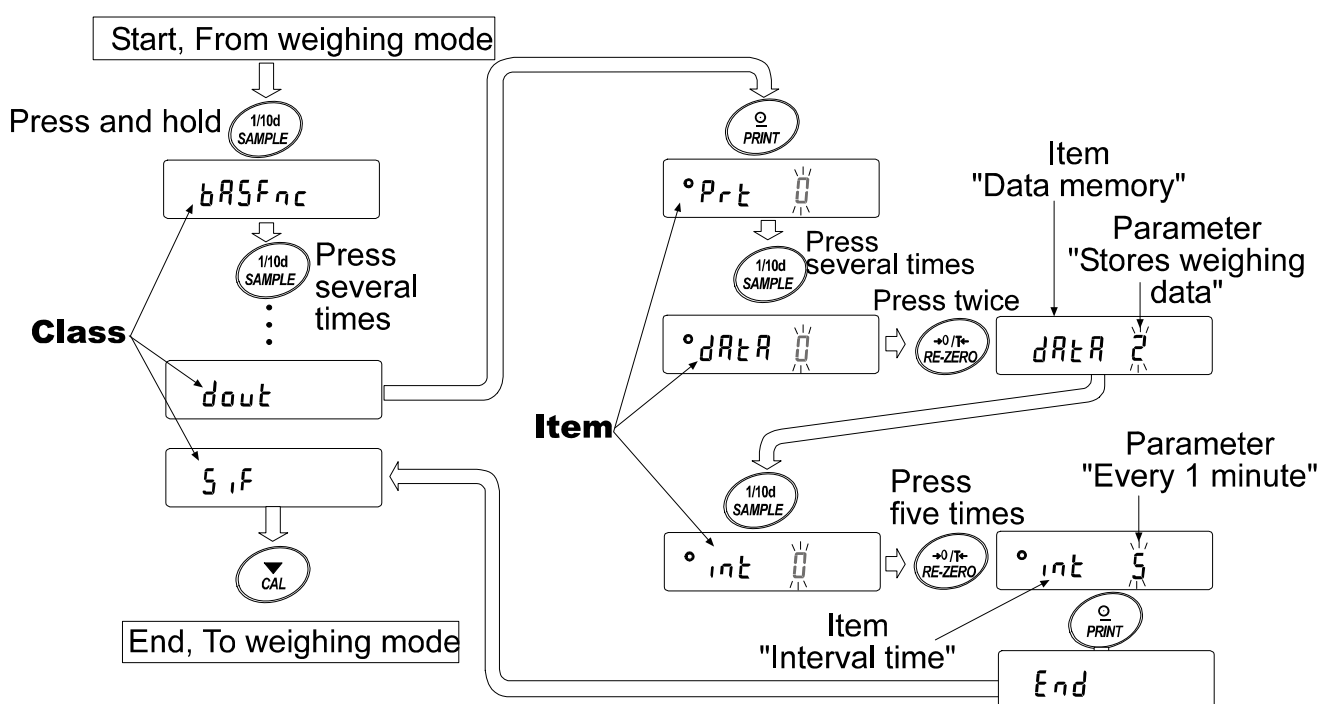 Start, From weighing mode
Press and hold
1/10d
SAMPLE
bASFnc
1/10d
SAMPLE
Press
several
times
Class
dout
SiF
CAL
End, To weighing mode
PRINT
Prt 0
1/10d
SAMPLE
Press
several times
Item
"Data memory"
Parameter
"Stores weighing
data"
Press twice
dAtA 0
→0/T←
RE-ZERO
dAtA 2
Item
1/10d
SAMPLE
Press
five times
Parameter
"Every 1 minute"
int 0
→0/T←
RE-ZERO
int 5
Item
"Interval time"
PRINT
End